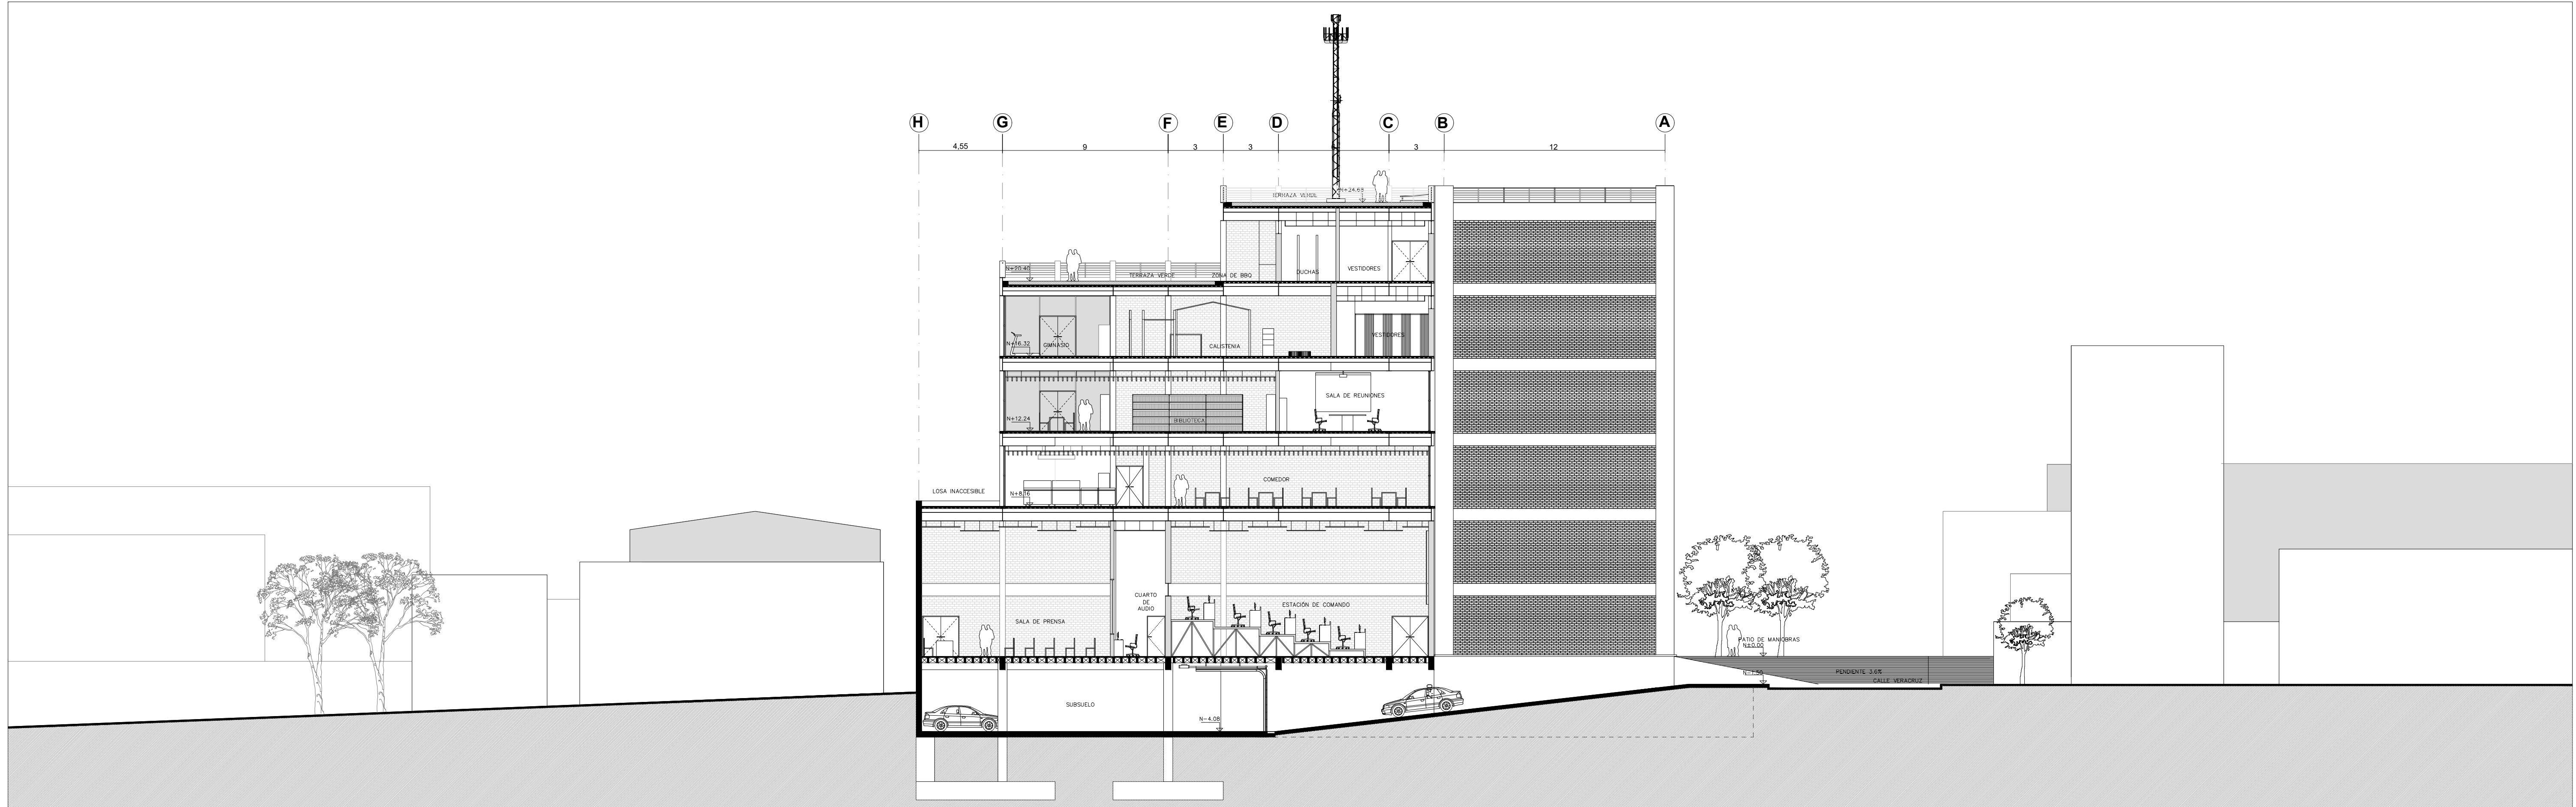 H G F E D C B A
4,55 9 3 3 3 12
TERRAZA VERDE
N+24.68
N+20.40
TERRAZA VERDE
ZONA DE BBQ
DUCHAS
VESTIDORES
N+16.32
GIMNASIO
CALISTENIA
VESTIDORES
N+12.24
BIBLIOTECA
SALA DE REUNIONES
LOSA INACCESIBLE
N+8.16
COMEDOR
CUARTO
DE
AUDIO
ESTACIÓN DE COMANDO
SALA DE PRENSA
PATIO DE MANIOBRAS
N±0.00
PENDIENTE 3.6%
CALLE VERACRUZ
SUBSUELO
N-4.08